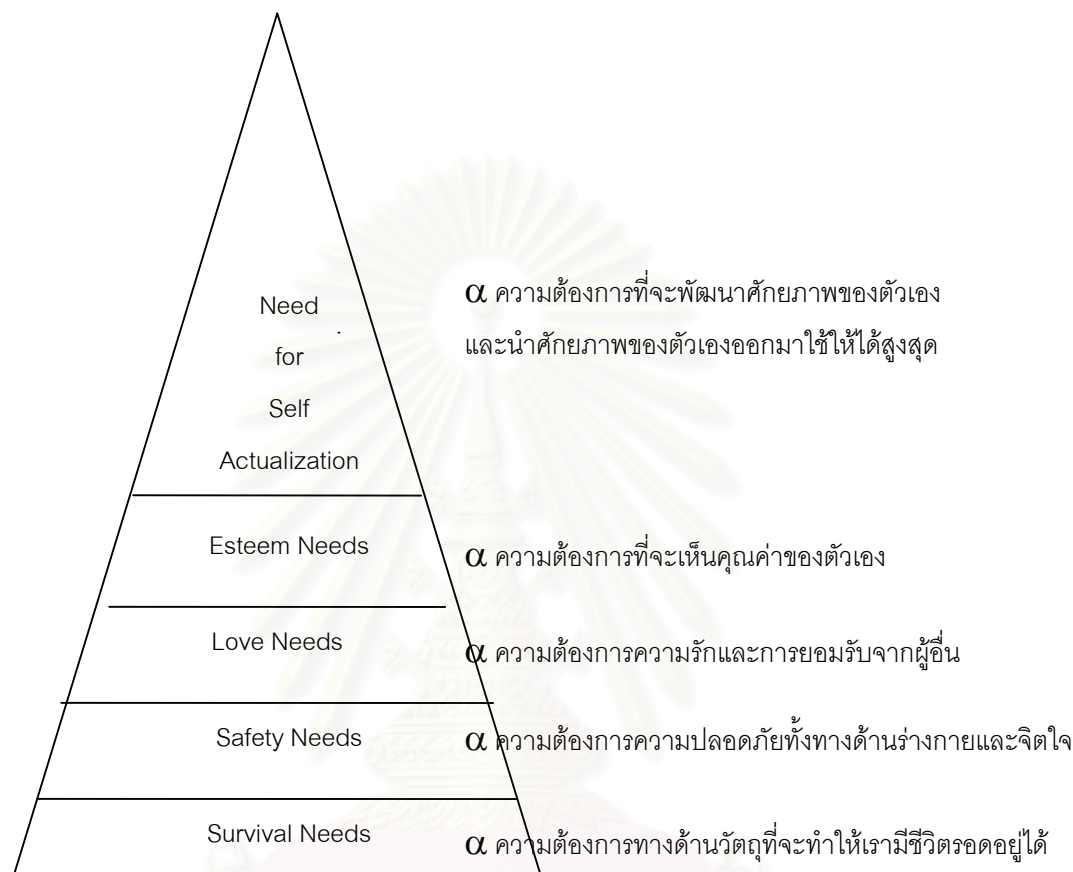 Need
for
Self
Actualization
α ความต้องการที่จะพัฒนาศักยภาพของตัวเอง
และนำศักยภาพของตัวเองออกมาใช้ให้ได้สูงสุด
Esteem Needs
α ความต้องการที่จะเห็นคุณค่าของตัวเอง
Love Needs
α ความต้องการความรักและการยอมรับจากผู้อื่น
Safety Needs
α ความต้องการความปลอดภัยทั้งทางด้านร่างกายและจิตใจ
Survival Needs
α ความต้องการทางด้านวัตถุที่จะทำให้เรามีชีวิตรอดอยู่ได้